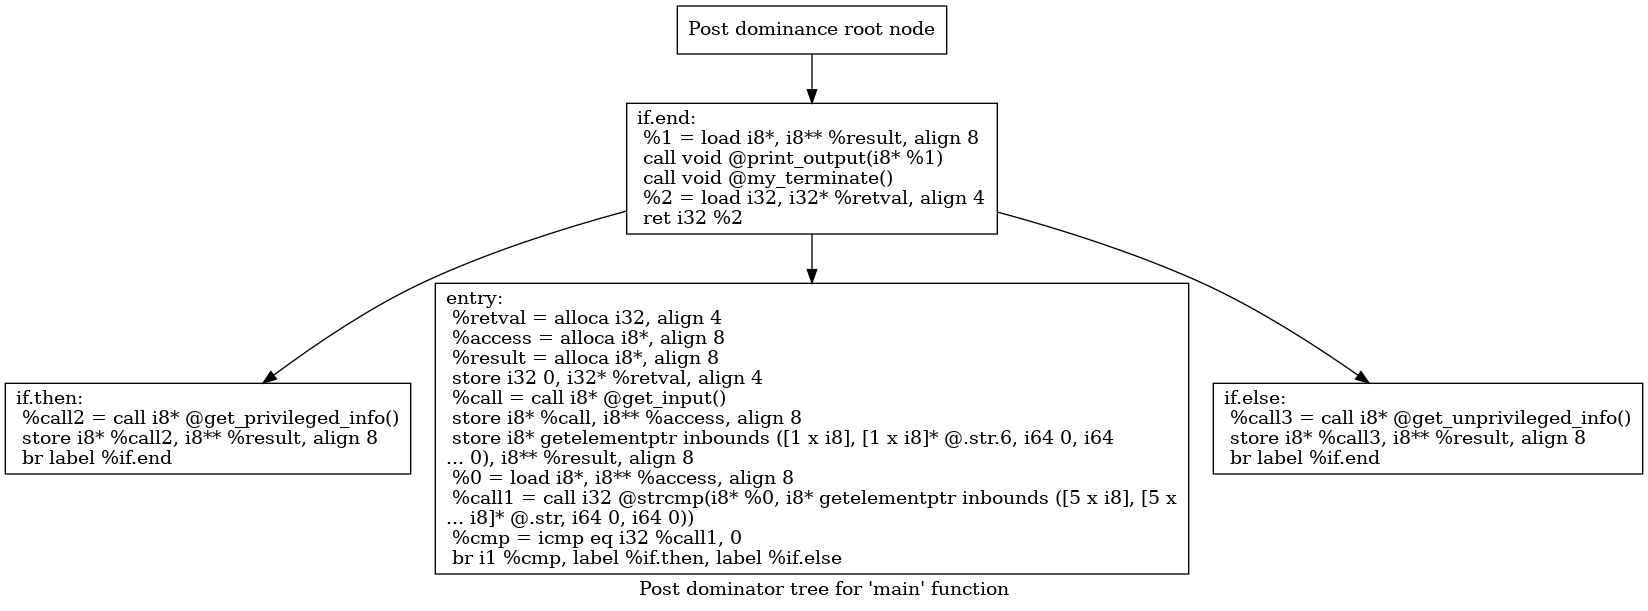 Post dominance root node
if.end:
%1 = load i8*, i8** %result, align 8
call void @print_output(i8* %1)
call void @my_terminate()
%2 = load i32, i32* %retval, align 4
ret i32 %2
if.then:
%call2 = call i8* @get_privileged_info()
store i8* %call2, i8** %result, align 8
br label %if.end
entry:
%retval = alloca i32, align 4
%access = alloca i8*, align 8
%result = alloca i8*, align 8
store i32 0, i32* %retval, align 4
%call = call i8* @get_input()
store i8* %call, i8** %access, align 8
store i8* getelementptr inbounds ([1 x i8], [1 x i8]* @.str.6, i64 0, i64
... 0), i8** %result, align 8
%0 = load i8*, i8** %access, align 8
%call1 = call i32 @strcmp(i8* %0, i8* getelementptr inbounds ([5 x i8], [5 x
... i8]* @.str, i64 0, i64 0))
%cmp = icmp eq i32 %call1, 0
br i1 %cmp, label %if.then, label %if.else
if.else:
%call3 = call i8* @get_unprivileged_info()
store i8* %call3, i8** %result, align 8
br label %if.end
Post dominator tree for 'main' function